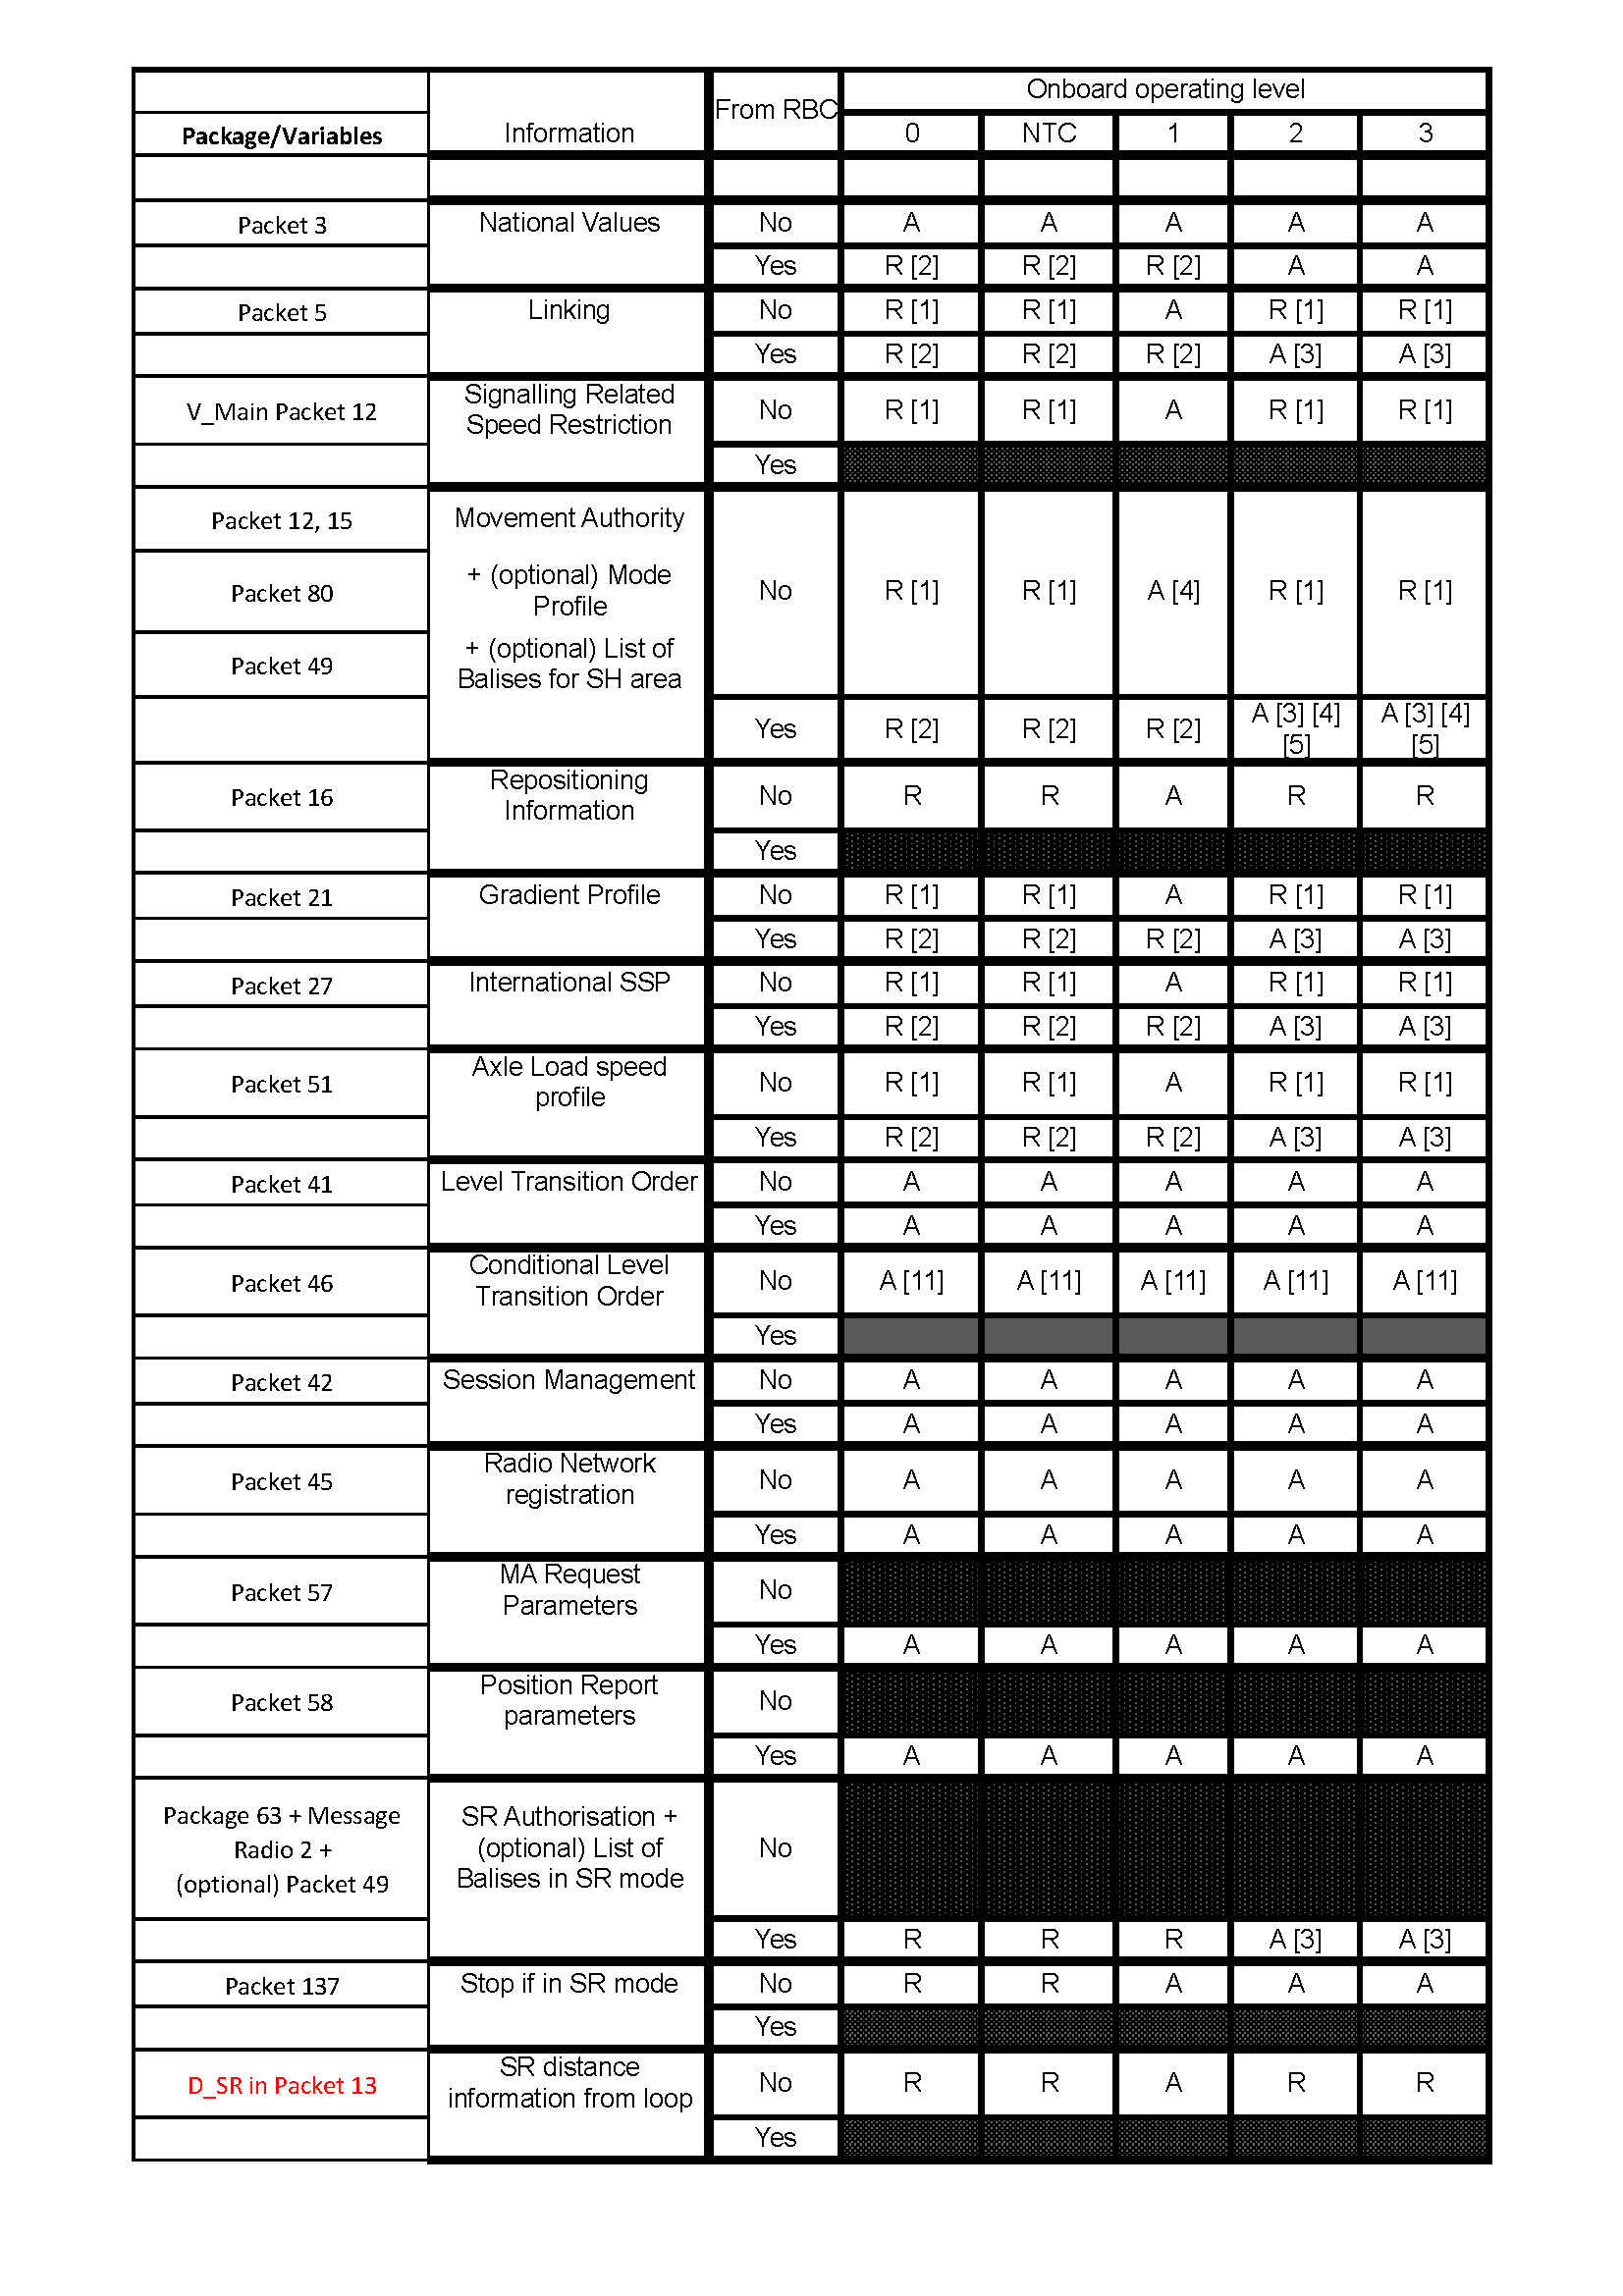 Onboard operating level
From RBC
Package/Variables Information 0 NTC 1 2 3
Packet 3 National Values No A A A A A
Yes R [2] R [2] R [2] A A
Packet 5 Linking No R [1] R [1] A R [1] R [1]
Yes R [2] R [2] R [2] A [3] A [3]
Signalling Related
V_Main Packet 12 No R [1] R [1] A R [1] R [1]
Speed Restriction
Yes
Packet 12, 15 Movement Authority
+ (optional) Mode
Packet 80 No R [1] R [1] A [4] R [1] R [1]
Profile
+ (optional) List of
Packet 49
Balises for SH area
A [3] [4] A [3] [4]
Yes R [2] R [2] R [2]
[5] [5]
Repositioning
Packet 16 No R R A R R
Information
Yes
Packet 21 Gradient Profile No R [1] R [1] A R [1] R [1]
Yes R [2] R [2] R [2] A [3] A [3]
Packet 27 International SSP No R [1] R [1] A R [1] R [1]
Yes R [2] R [2] R [2] A [3] A [3]
Axle Load speed
Packet 51 No R [1] R [1] A R [1] R [1]
profile
Yes R [2] R [2] R [2] A [3] A [3]
Packet 41 Level Transition Order No A A A A A
Yes A A A A A
Conditional Level
Packet 46 No A [11] A [11] A [11] A [11] A [11]
Transition Order
Yes
Packet 42 Session Management No A A A A A
Yes A A A A A
Radio Network
Packet 45 No A A A A A
registration
Yes A A A A A
MA Request
Packet 57 No
Parameters
Yes A A A A A
Position Report
Packet 58 No
parameters
Yes A A A A A
Package 63 + Message SR Authorisation +
Radio 2 + (optional) List of No
(optional) Packet 49 Balises in SR mode
Yes R R R A [3] A [3]
Packet 137 Stop if in SR mode No R R A A A
Yes
SR distance
D_SR in Packet 13 No R R A R R
information from loop
Yes